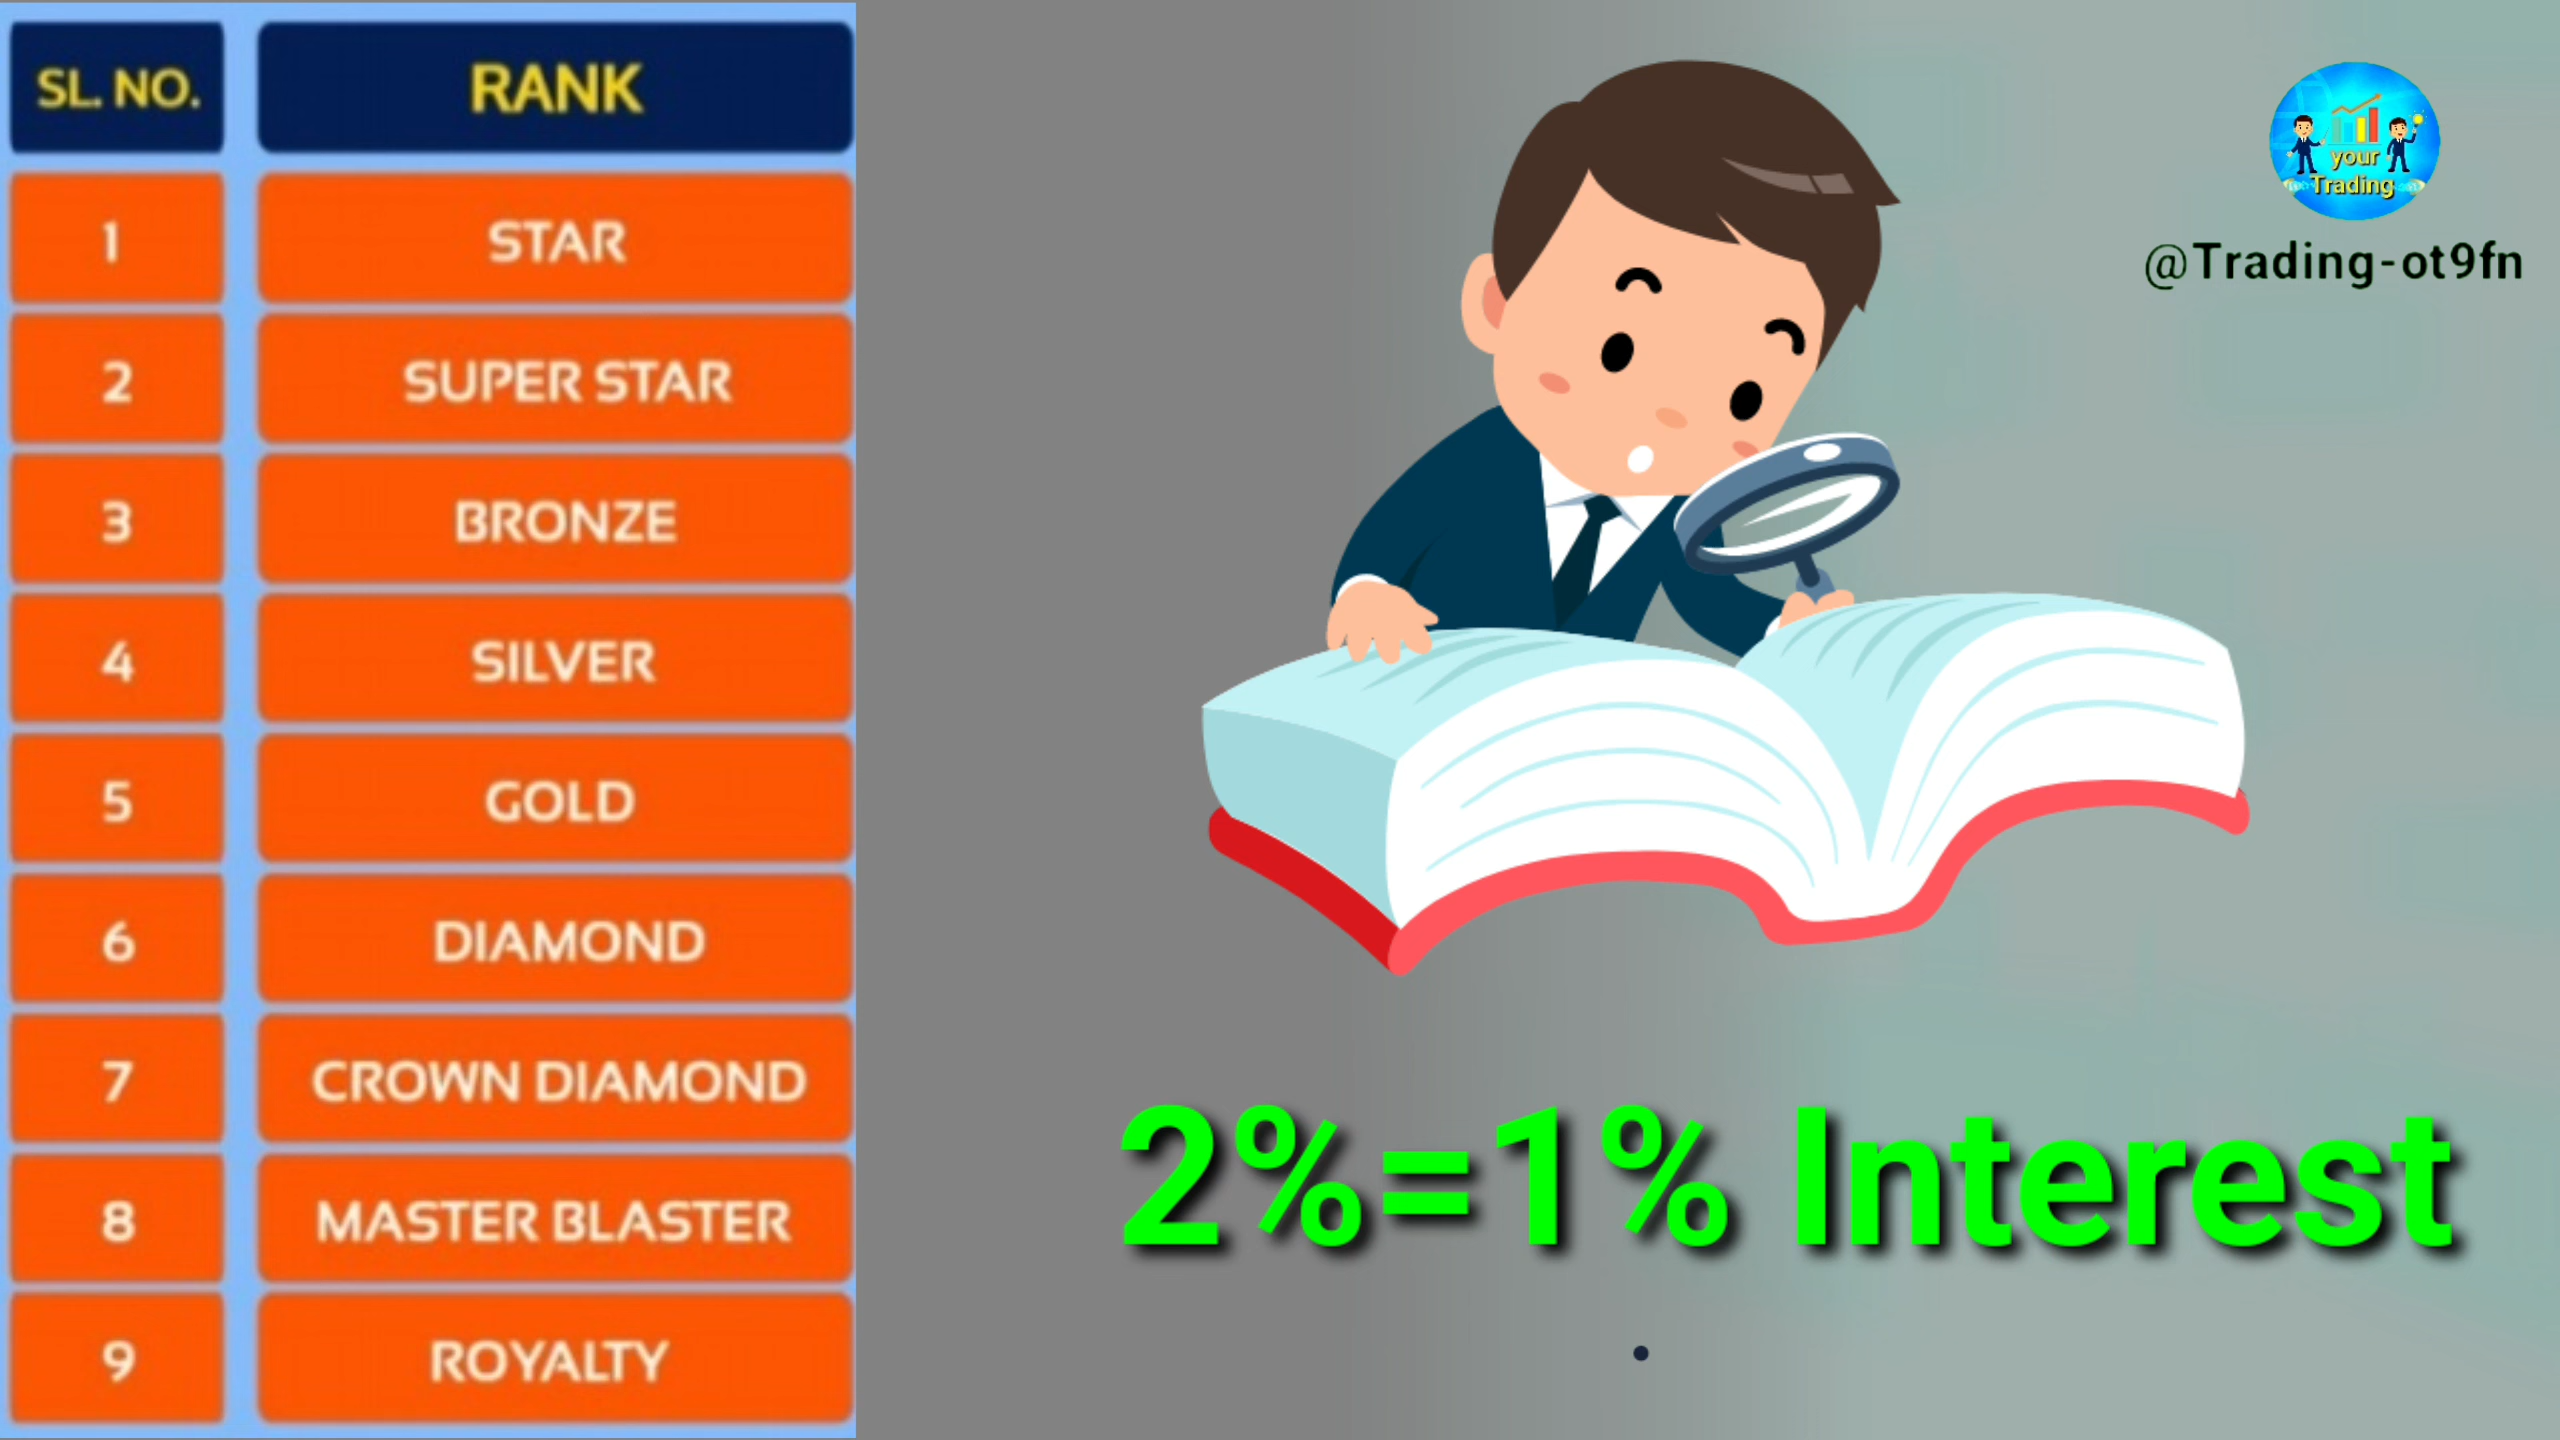 SL. NO. RANK
1 STAR
2 SUPER STAR
3 BRONZE
4 SILVER
5 GOLD
6 DIAMOND
7 CROWN DIAMOND
8 MASTER BLASTER
9 ROYALTY
your
Trading
@Trading-ot9fn
2%=1% Interest